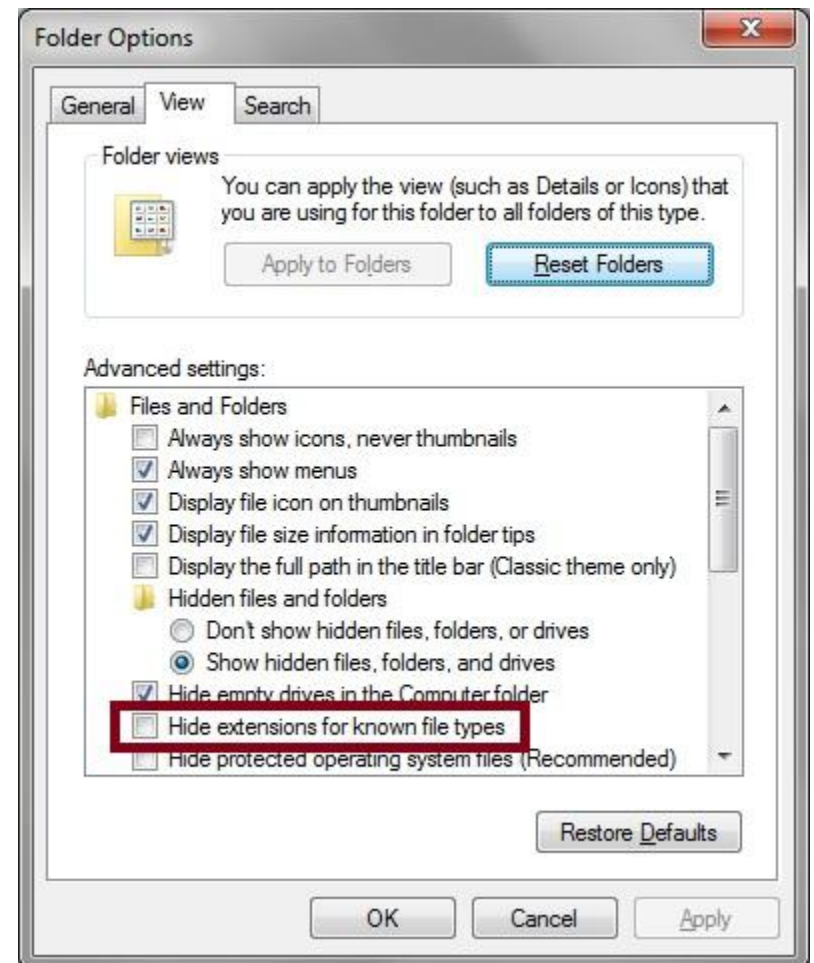 Folder Options
General View Search
Folder views
You can apply the view (such as Details or Icons) that
you are using for this folder to all folders of this type.
Apply to Folders Reset Folders
Advanced settings:
Files and Folders
Always show icons, never thumbnails
Always show menus
Display file icon on thumbnails
Display file size information in folder tips
Display the full path in the title bar (Classic theme only)
Hidden files and folders
Don't show hidden files, folders, or drives
Show hidden files, folders, and drives
Hide empty drives in the Computer folder
Hide extensions for known file types
Hide protected operating system files (Recommended)
Restore Defaults
OK Cancel Apply